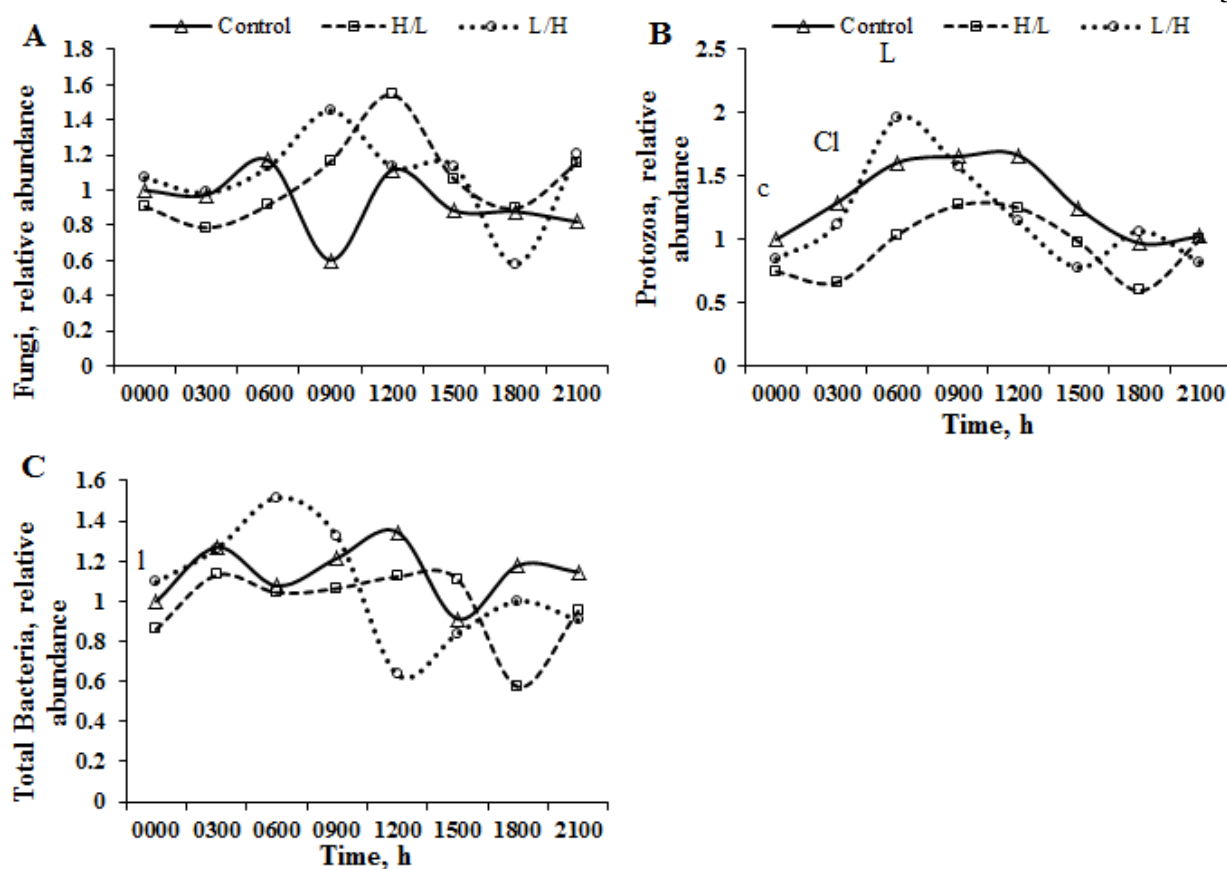 A
Control H/L L/H
Fungi, relative abundance
1.8
1.6
1.4
1.2
1
0.8
0.6
0.4
0.2
0
0000 0300 0600 0900 1200 1500 1800 2100
B
Control H/L L/H
Protozoa, relative
abundance
2.5
2
1.5
1
0.5
0
c
Cl
L
0000 0300 0600 0900 1200 1500 1800 2100
Time, h
C
Total Bacteria, relative
abundance
1.6
1.4
1.2
1
0.8
0.6
0.4
0.2
0
l
0000 0300 0600 0900 1200 1500 1800 2100
Time, h